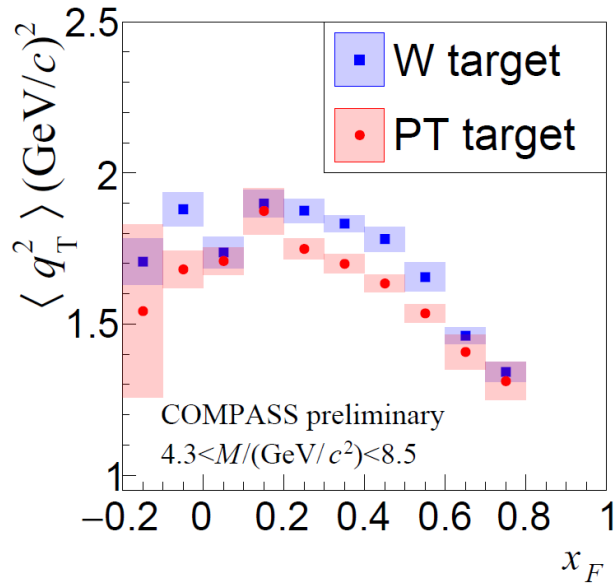 ⟨ q_T^2 ⟩ (GeV/c)^2
2.5
2
1.5
1
W target
PT target
COMPASS preliminary
4.3<M/(GeV/c^2)<8.5
−0.2 0 0.2 0.4 0.6 0.8 1
x_F